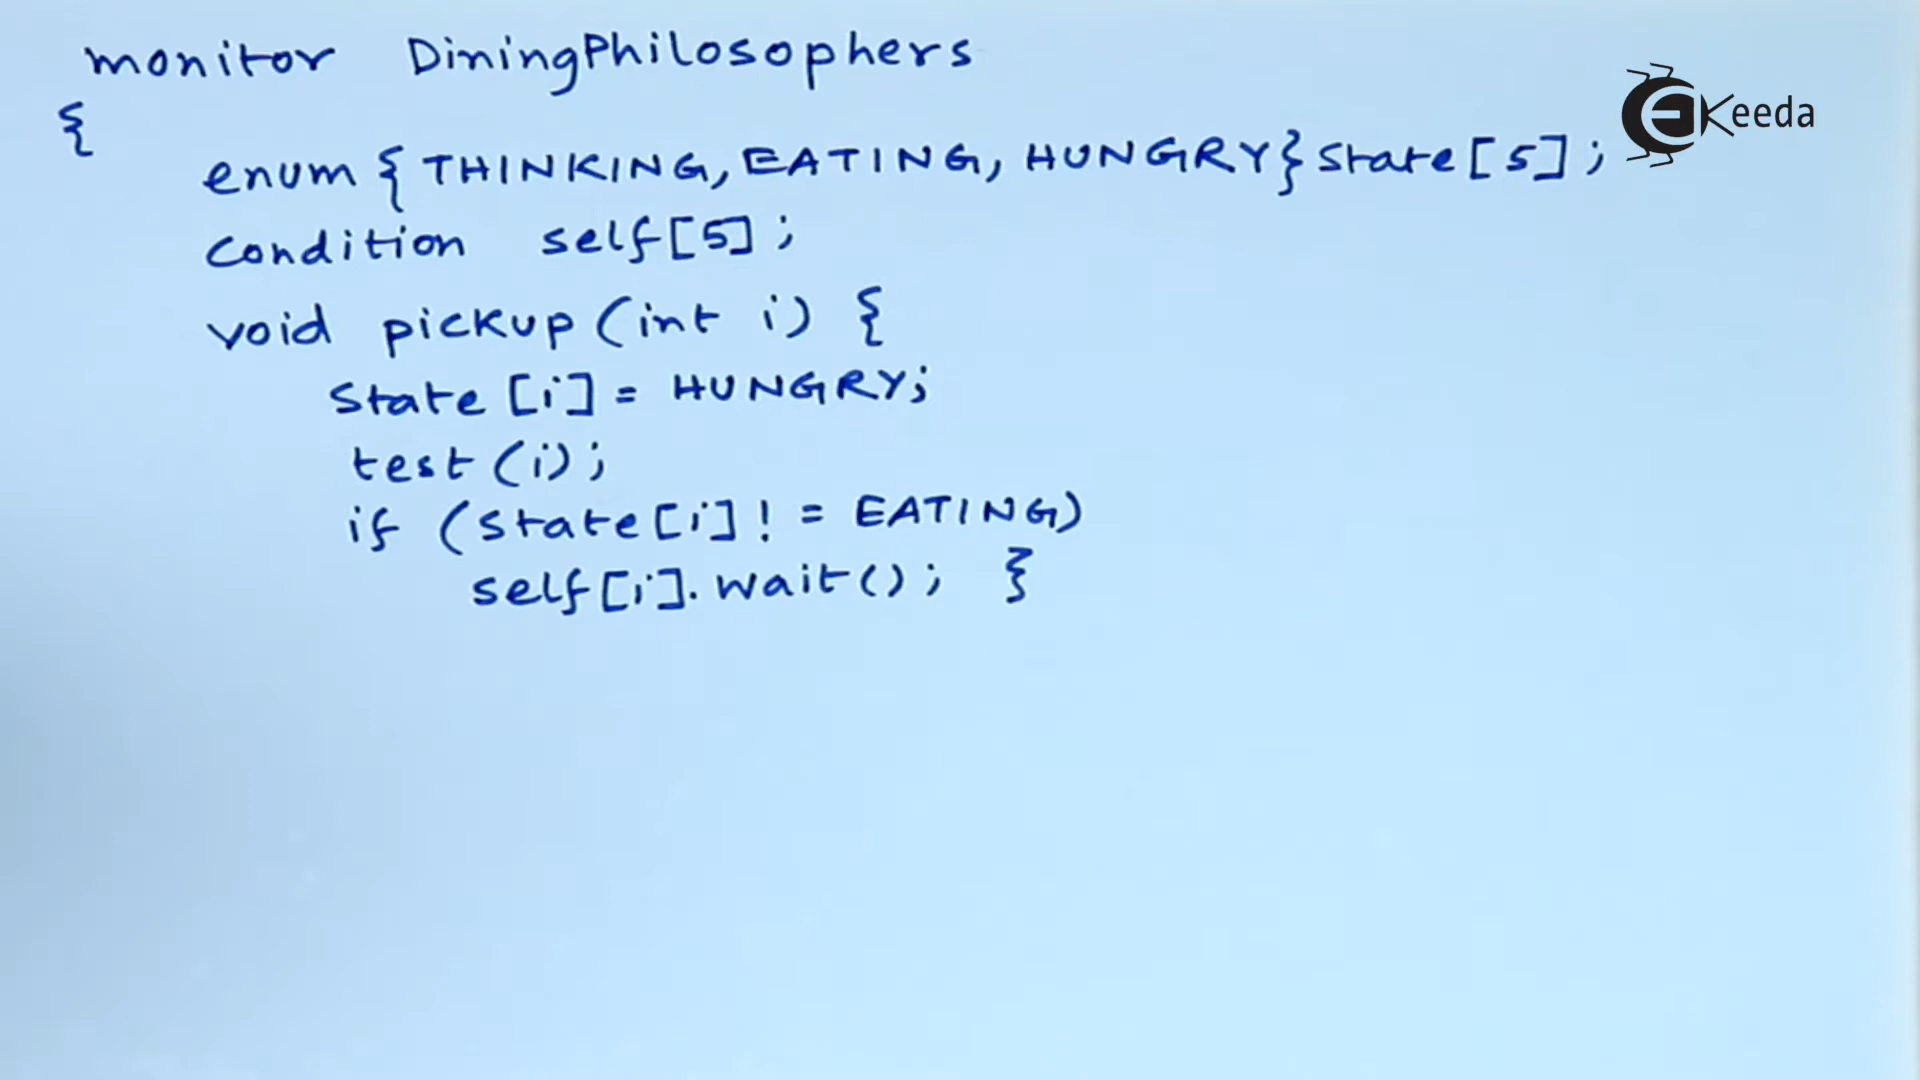 monitor DiningPhilosophers
{
enum { THINKING, EATING, HUNGRY} state[5];
condition self[5];
void pickup (int i) {
state [i] = HUNGRY;
test (i);
if (state[i] ! = EATING)
self[i]. wait(); }
EKeeda